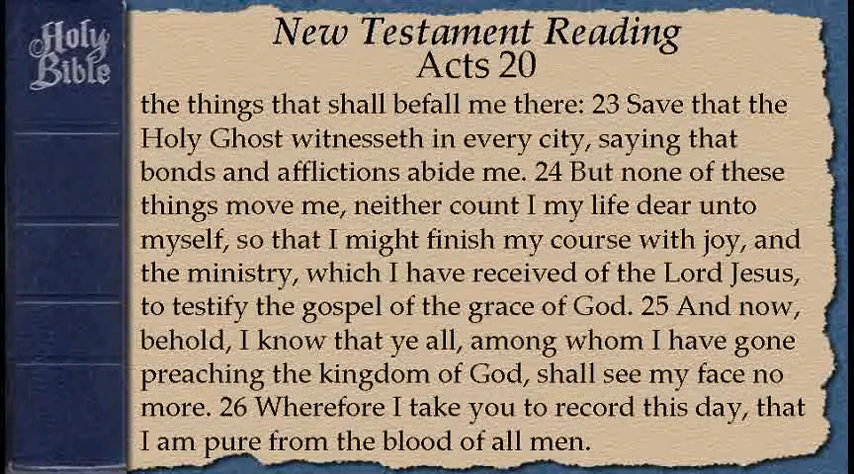 Holy
Bible
New Testament Reading
Acts 20
the things that shall befall me there: 23 Save that the
Holy Ghost witnesseth in every city, saying that
bonds and afflictions abide me. 24 But none of these
things move me, neither count I my life dear unto
myself, so that I might finish my course with joy, and
the ministry, which I have received of the Lord Jesus,
to testify the gospel of the grace of God. 25 And now,
behold, I know that ye all, among whom I have gone
preaching the kingdom of God, shall see my face no
more. 26 Wherefore I take you to record this day, that
I am pure from the blood of all men.